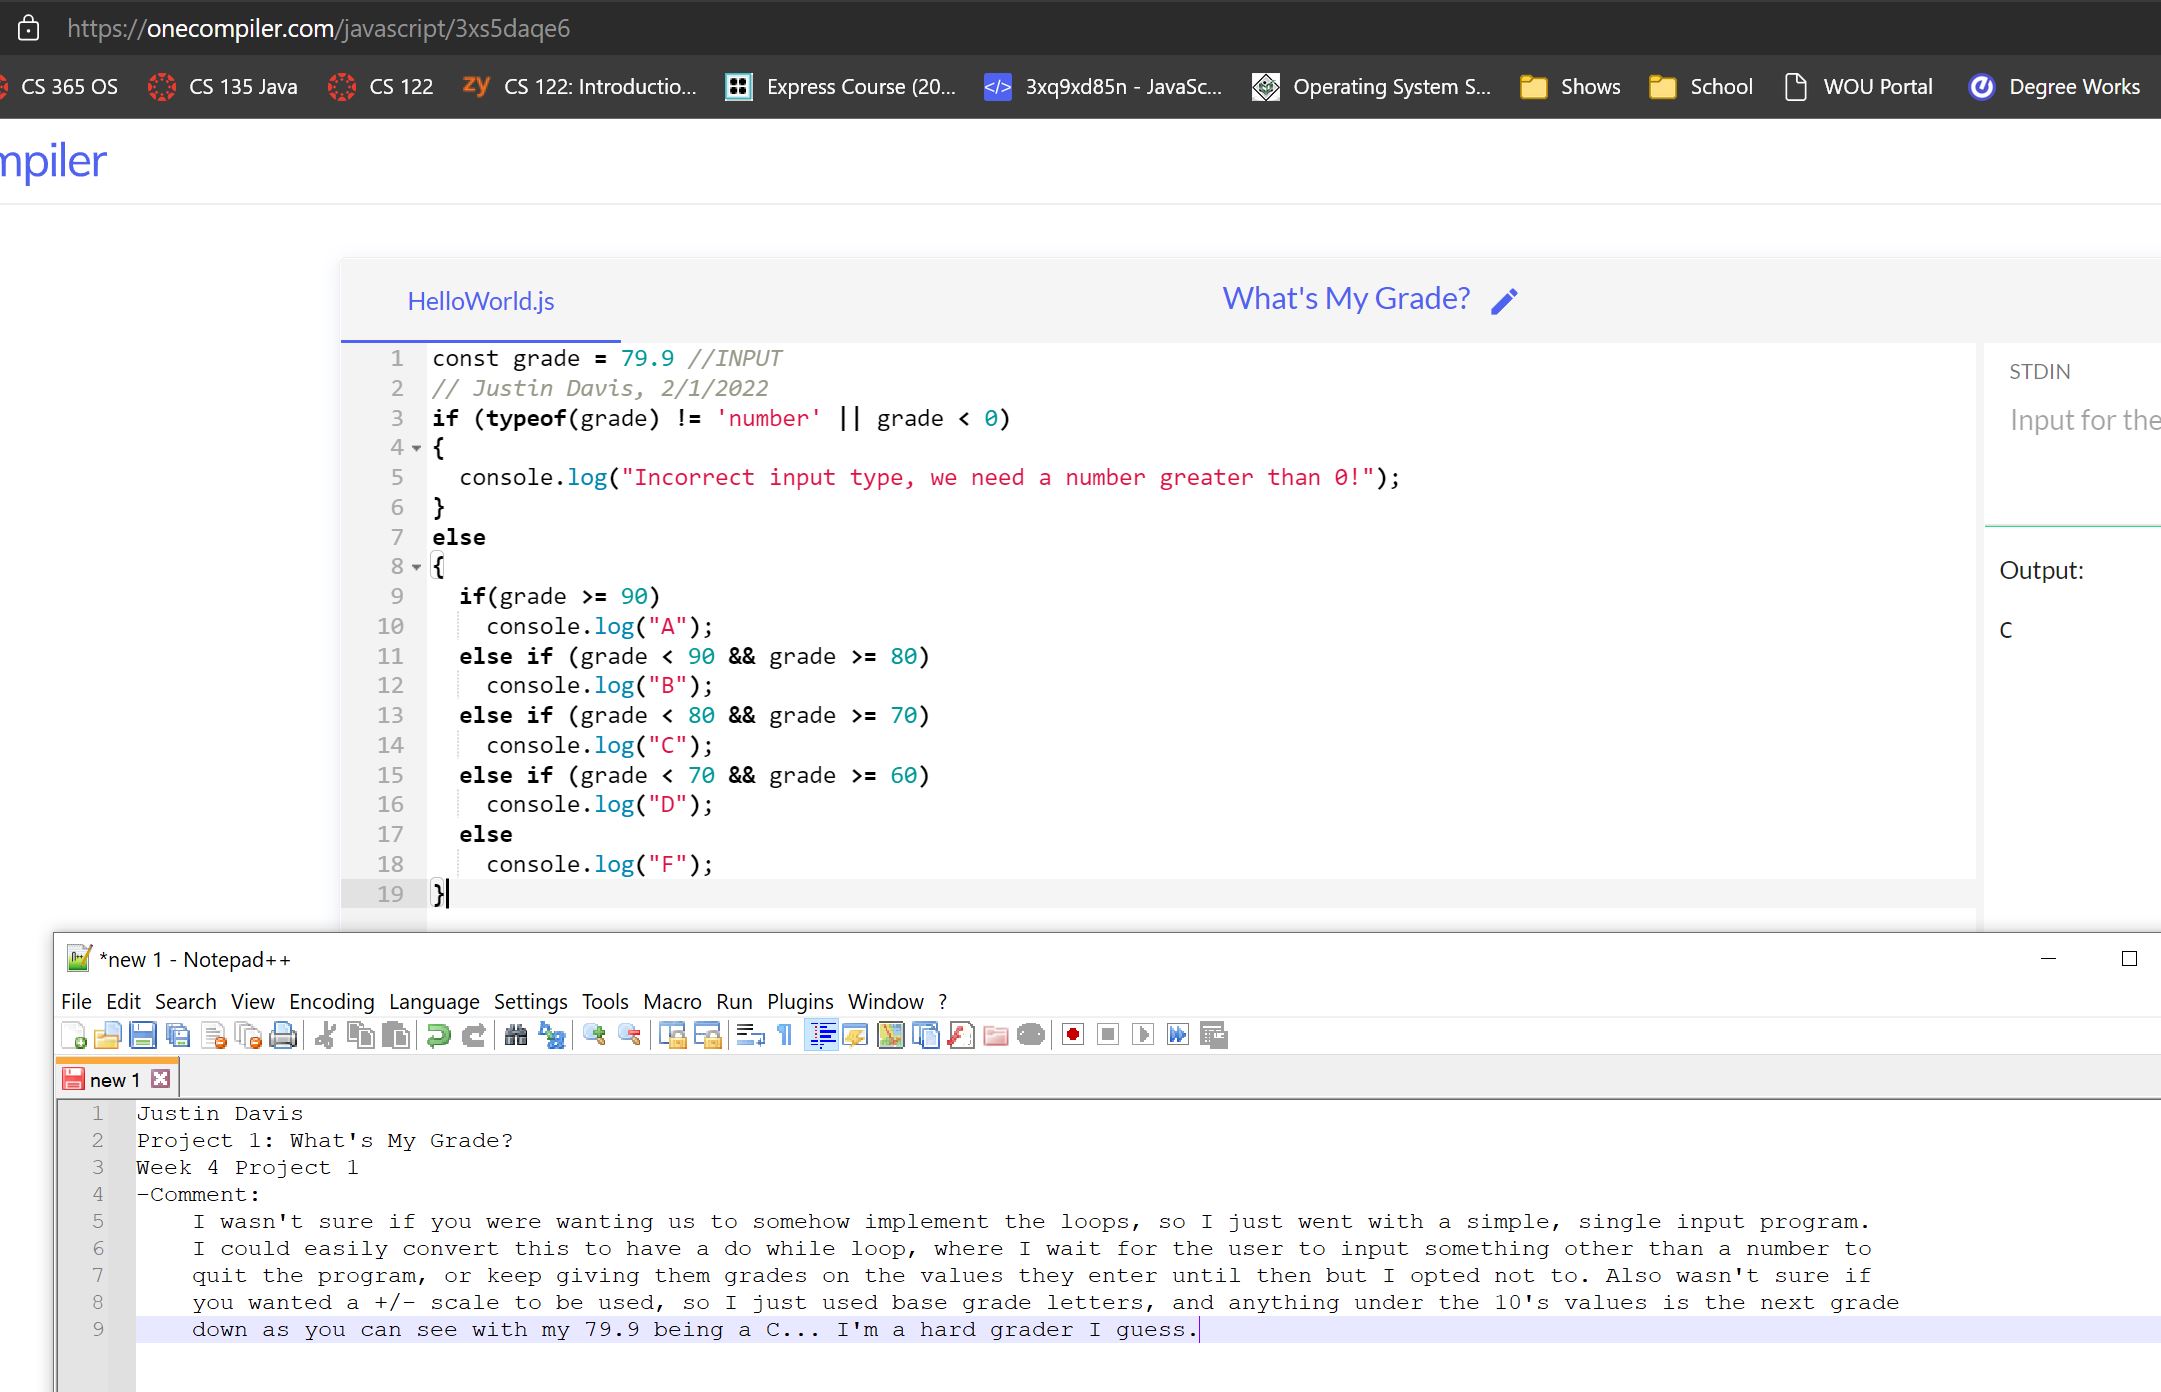 https://onecompiler.com/javascript/3xs5daqe6
CS 365 OS CS 135 Java CS 122 zy CS 122: Introductio... Express Course (20... </> 3xq9xd85n - JavaSc... Operating System S... Shows School WOU Portal Degree Works
mpiler
HelloWorld.js What's My Grade?
1 const grade = 79.9 //INPUT
2 // Justin Davis, 2/1/2022
3 if (typeof(grade) != 'number' || grade < 0)
4 {
5 console.log("Incorrect input type, we need a number greater than 0!");
6 }
7 else
8 {
9 if(grade >= 90)
10 console.log("A");
11 else if (grade < 90 && grade >= 80)
12 console.log("B");
13 else if (grade < 80 && grade >= 70)
14 console.log("C");
15 else if (grade < 70 && grade >= 60)
16 console.log("D");
17 else
18 console.log("F");
19 }
STDIN
Input for the
Output:
C
*new 1 - Notepad++
File Edit Search View Encoding Language Settings Tools Macro Run Plugins Window ?
new 1
1 Justin Davis
2 Project 1: What's My Grade?
3 Week 4 Project 1
4 -Comment:
5 I wasn't sure if you were wanting us to somehow implement the loops, so I just went with a simple, single input program.
6 I could easily convert this to have a do while loop, where I wait for the user to input something other than a number to
7 quit the program, or keep giving them grades on the values they enter until then but I opted not to. Also wasn't sure if
8 you wanted a +/- scale to be used, so I just used base grade letters, and anything under the 10's values is the next grade
9 down as you can see with my 79.9 being a C... I'm a hard grader I guess.